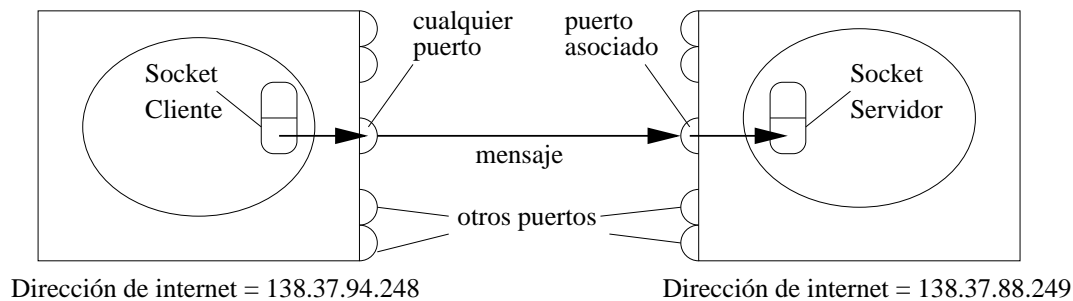 cualquier
puerto
puerto
asociado
Socket
Cliente
Socket
Servidor
mensaje
otros puertos
Dirección de internet = 138.37.94.248
Dirección de internet = 138.37.88.249